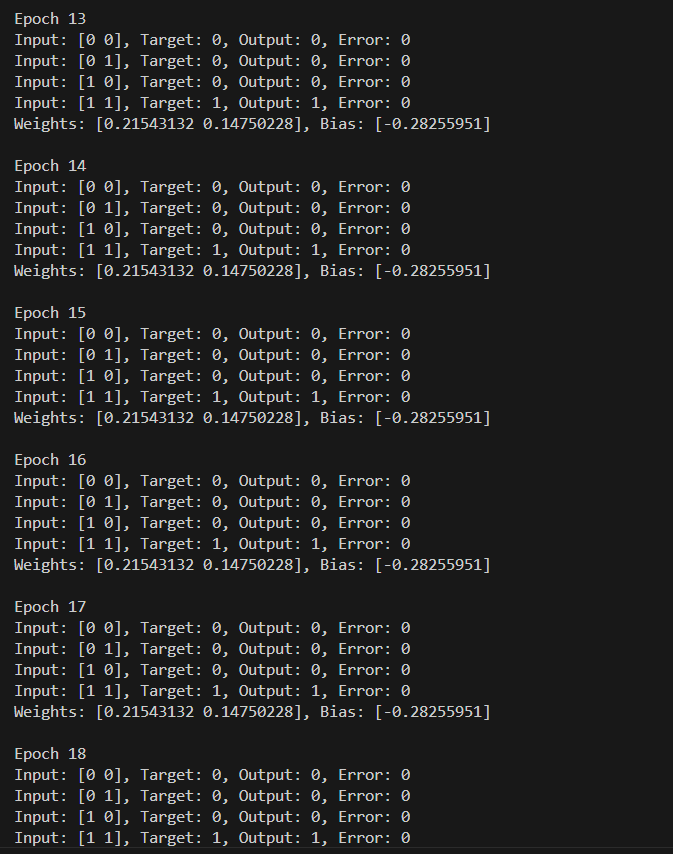 Epoch 13
Input: [0 0], Target: 0, Output: 0, Error: 0
Input: [0 1], Target: 0, Output: 0, Error: 0
Input: [1 0], Target: 0, Output: 0, Error: 0
Input: [1 1], Target: 1, Output: 1, Error: 0
Weights: [0.21543132 0.14750228], Bias: [-0.28255951]
Epoch 14
Input: [0 0], Target: 0, Output: 0, Error: 0
Input: [0 1], Target: 0, Output: 0, Error: 0
Input: [1 0], Target: 0, Output: 0, Error: 0
Input: [1 1], Target: 1, Output: 1, Error: 0
Weights: [0.21543132 0.14750228], Bias: [-0.28255951]
Epoch 15
Input: [0 0], Target: 0, Output: 0, Error: 0
Input: [0 1], Target: 0, Output: 0, Error: 0
Input: [1 0], Target: 0, Output: 0, Error: 0
Input: [1 1], Target: 1, Output: 1, Error: 0
Weights: [0.21543132 0.14750228], Bias: [-0.28255951]
Epoch 16
Input: [0 0], Target: 0, Output: 0, Error: 0
Input: [0 1], Target: 0, Output: 0, Error: 0
Input: [1 0], Target: 0, Output: 0, Error: 0
Input: [1 1], Target: 1, Output: 1, Error: 0
Weights: [0.21543132 0.14750228], Bias: [-0.28255951]
Epoch 17
Input: [0 0], Target: 0, Output: 0, Error: 0
Input: [0 1], Target: 0, Output: 0, Error: 0
Input: [1 0], Target: 0, Output: 0, Error: 0
Input: [1 1], Target: 1, Output: 1, Error: 0
Weights: [0.21543132 0.14750228], Bias: [-0.28255951]
Epoch 18
Input: [0 0], Target: 0, Output: 0, Error: 0
Input: [0 1], Target: 0, Output: 0, Error: 0
Input: [1 0], Target: 0, Output: 0, Error: 0
Input: [1 1], Target: 1, Output: 1, Error: 0